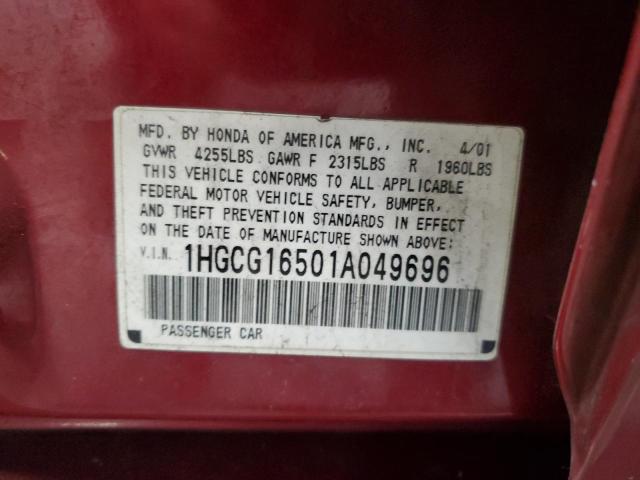 MFD. BY HONDA OF AMERICA MFG., INC. 4/01
GVWR 4255LBS GAWR F 2315LBS R 1960LBS
THIS VEHICLE CONFORMS TO ALL APPLICABLE
FEDERAL MOTOR VEHICLE SAFETY, BUMPER,
AND THEFT PREVENTION STANDARDS IN EFFECT
ON THE DATE OF MANUFACTURE SHOWN ABOVE:
V.I.N. 1HGCG16501A049696
PASSENGER CAR